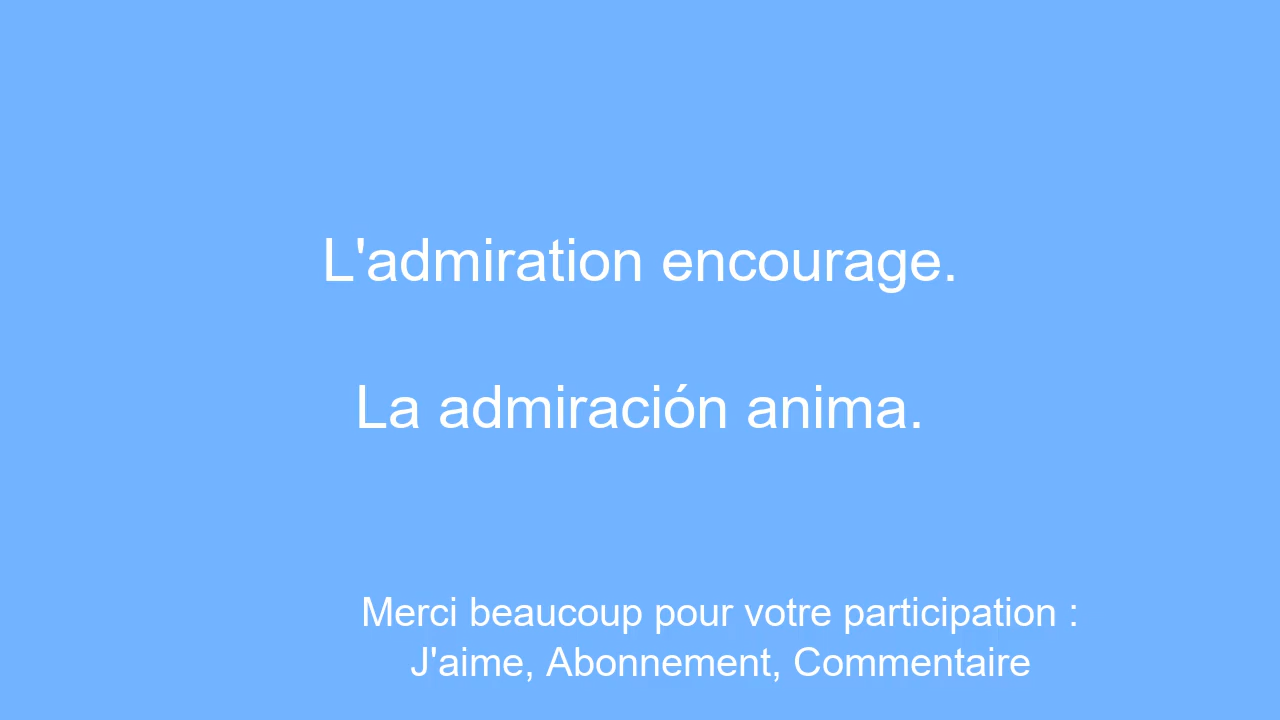 L'admiration encourage.
La admiración anima.
Merci beaucoup pour votre participation :
J'aime, Abonnement, Commentaire